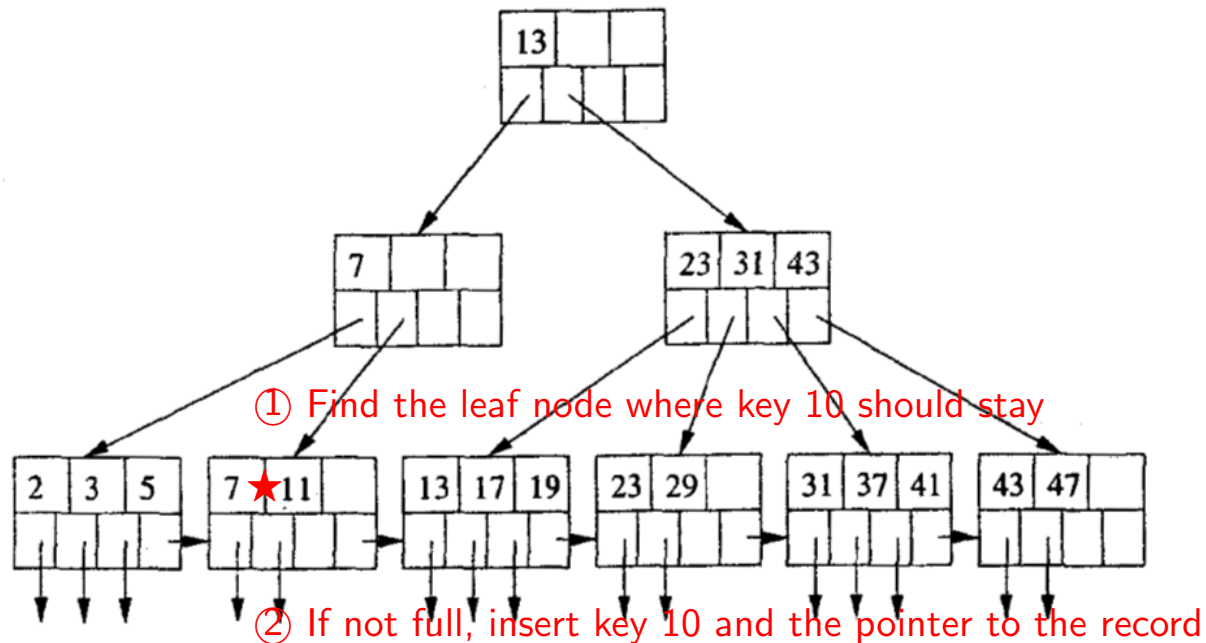 13
7
23 31 43
① Find the leaf node where key 10 should stay
2 3 5 7 ★ 11 13 17 19 23 29 31 37 41 43 47
② If not full, insert key 10 and the pointer to the record